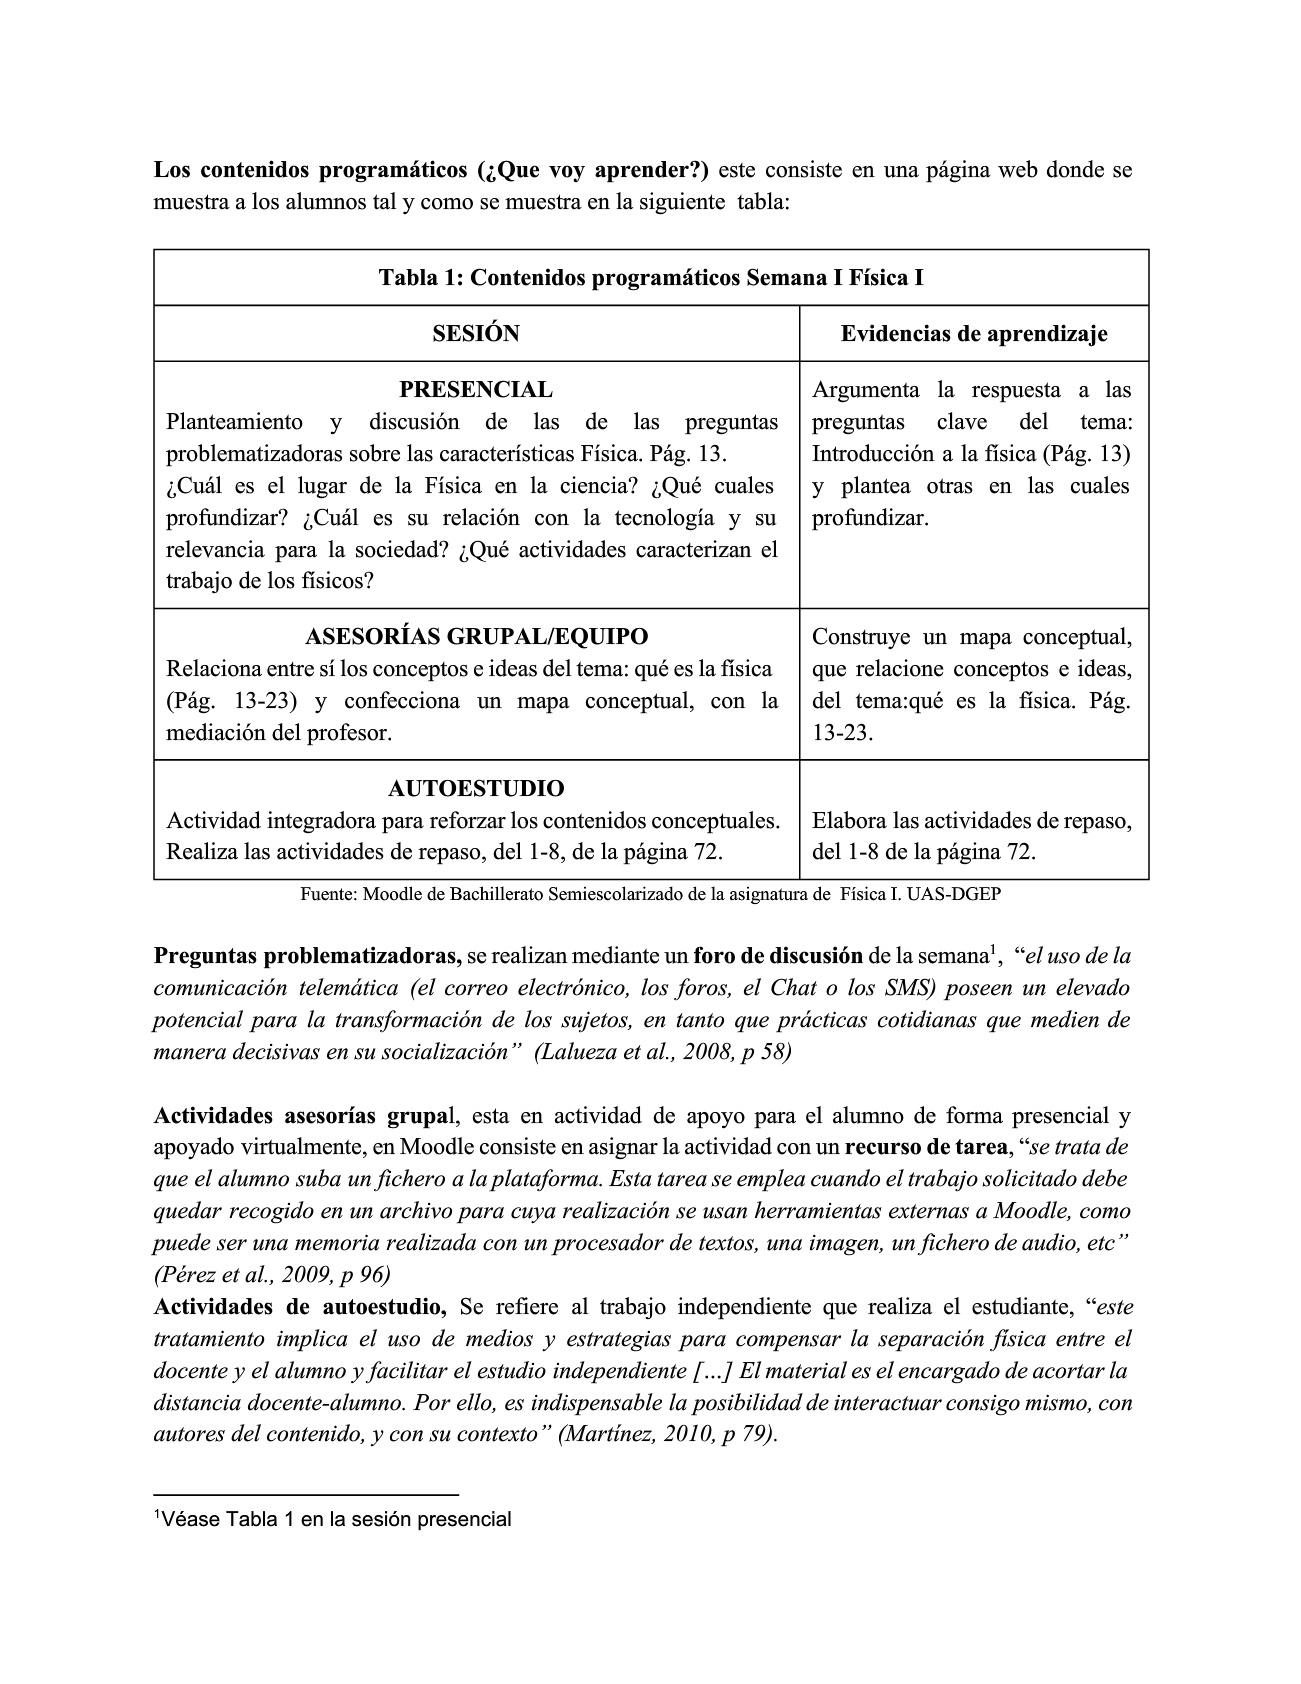 Los contenidos programáticos (¿Que voy aprender?) este consiste en una página web donde se
muestra a los alumnos tal y como se muestra en la siguiente tabla:
Tabla 1: Contenidos programáticos Semana I Física I
SESIÓN
Evidencias de aprendizaje
PRESENCIAL
Planteamiento y discusión de las de las preguntas
problematizadoras sobre las características Física. Pág. 13.
¿Cuál es el lugar de la Física en la ciencia? ¿Qué cuales
profundizar? ¿Cuál es su relación con la tecnología y su
relevancia para la sociedad? ¿Qué actividades caracterizan el
trabajo de los físicos?
Argumenta la respuesta a las
preguntas clave del tema:
Introducción a la física (Pág. 13)
y plantea otras en las cuales
profundizar.
ASESORÍAS GRUPAL/EQUIPO
Relaciona entre sí los conceptos e ideas del tema: qué es la física
(Pág. 13-23) y confecciona un mapa conceptual, con la
mediación del profesor.
Construye un mapa conceptual,
que relacione conceptos e ideas,
del tema:qué es la física. Pág.
13-23.
AUTOESTUDIO
Actividad integradora para reforzar los contenidos conceptuales.
Realiza las actividades de repaso, del 1-8, de la página 72.
Elabora las actividades de repaso,
del 1-8 de la página 72.
Fuente: Moodle de Bachillerato Semiescolarizado de la asignatura de Física I. UAS-DGEP
Preguntas problematizadoras, se realizan mediante un foro de discusión de la semana¹, “el uso de la
comunicación telemática (el correo electrónico, los foros, el Chat o los SMS) poseen un elevado
potencial para la transformación de los sujetos, en tanto que prácticas cotidianas que medien de
manera decisivas en su socialización” (Lalueza et al., 2008, p 58)
Actividades asesorías grupal, esta en actividad de apoyo para el alumno de forma presencial y
apoyado virtualmente, en Moodle consiste en asignar la actividad con un recurso de tarea, “se trata de
que el alumno suba un fichero a la plataforma. Esta tarea se emplea cuando el trabajo solicitado debe
quedar recogido en un archivo para cuya realización se usan herramientas externas a Moodle, como
puede ser una memoria realizada con un procesador de textos, una imagen, un fichero de audio, etc”
(Pérez et al., 2009, p 96)
Actividades de autoestudio, Se refiere al trabajo independiente que realiza el estudiante, “este
tratamiento implica el uso de medios y estrategias para compensar la separación física entre el
docente y el alumno y facilitar el estudio independiente [...] El material es el encargado de acortar la
distancia docente-alumno. Por ello, es indispensable la posibilidad de interactuar consigo mismo, con
autores del contenido, y con su contexto” (Martínez, 2010, p 79).
¹Véase Tabla 1 en la sesión presencial